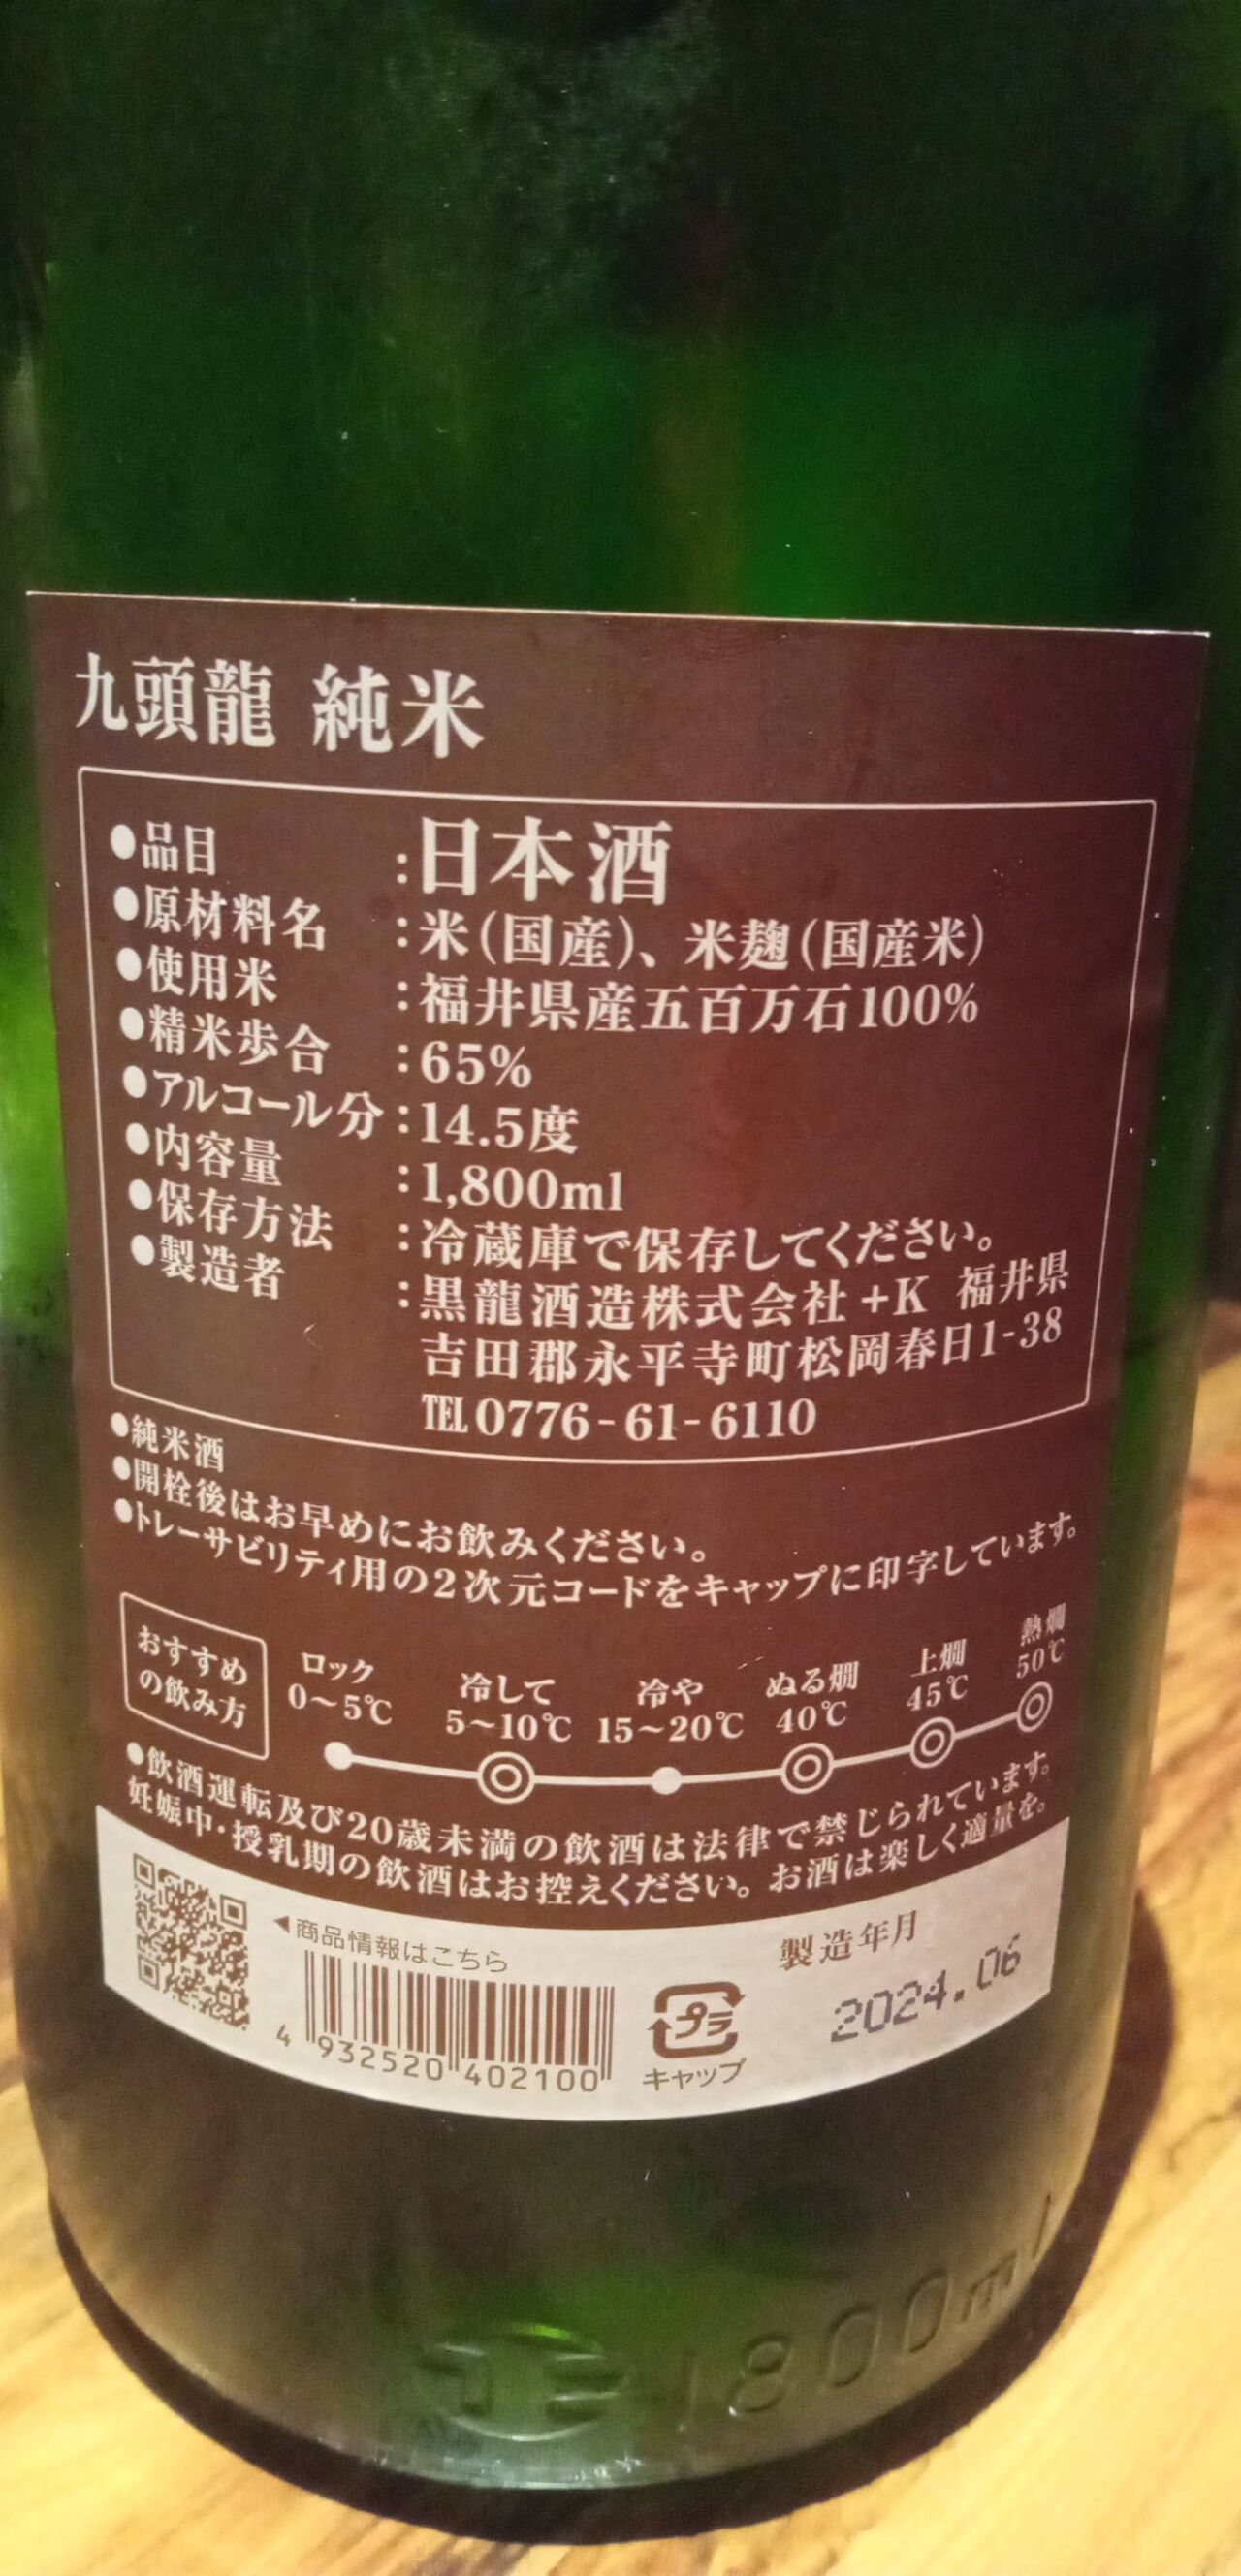 九頭龍 純米
●品目 :日本酒
●原材料名 :米(国産)、米麹(国産米)
●使用米 :福井県産五百万石100%
●精米歩合 :65%
●アルコール分:14.5度
●内容量 :1,800ml
●保存方法 :冷蔵庫で保存してください。
●製造者 :黒龍酒造株式会社+K 福井県
吉田郡永平寺町松岡春日1-38
TEL0776-61-6110
●純米酒
●開栓後はお早めにお飲みください。
●トレーサビリティ用の2次元コードをキャップに印字しています。
おすすめ
の飲み方
ロック
0〜5℃
冷して
5〜10℃
冷や
15〜20℃
ぬる燗
40℃
上燗
45℃
熱燗
50℃
●飲酒運転及び20歳未満の飲酒は法律で禁じられています。
妊娠中・授乳期の飲酒はお控えください。お酒は楽しく適量を。
◀商品情報はこちら
4 932520 402100
プラ
キャップ
製造年月
2024.06
1800ml